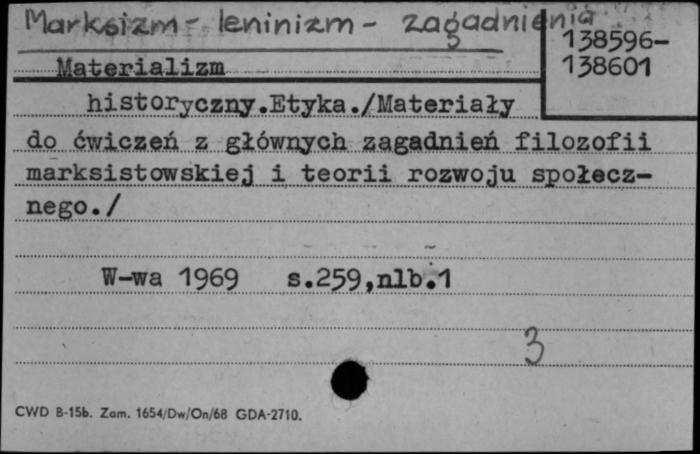 Marksizm - leninizm - zagadnienia
138596-
138601
Materializm
historyczny.Etyka./Materiały
do ćwiczeń z głównych zagadnień filozofii
marksistowskiej i teorii rozwoju społecz-
nego./
W-wa 1969 s.259,nlb.1
3
CWD B-15b. Zam. 1654/Dw/On/68 GDA-2710.